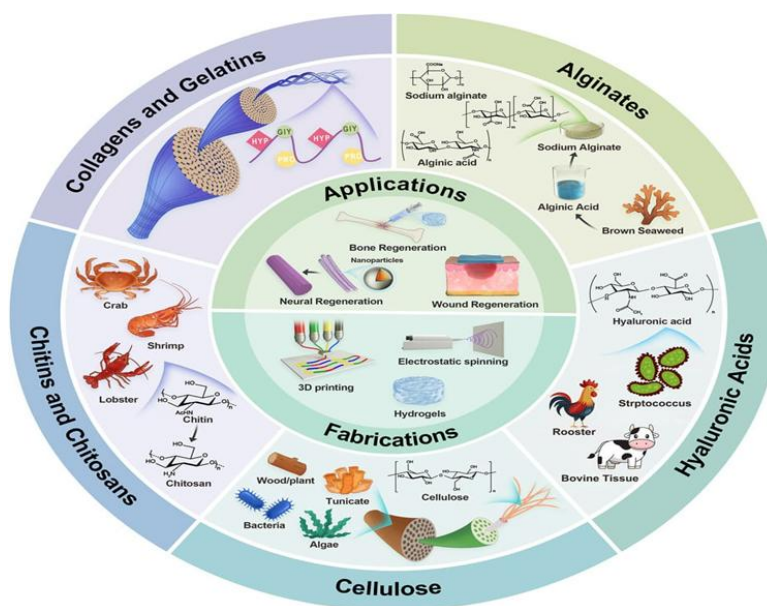 Collagens and Gelatins
HYP
GlY
PRO
HYP
GlY
PRO
Alginates
COONa
Sodium alginate
Alginic acid
Sodium Alginate
Alginic Acid
Brown Seaweed
Applications
Bone Regeneration
Nanoparticles
Neural Regeneration
Wound Regeneration
Chitins and Chitosans
Crab
Shrimp
Lobster
Chitin
Chitosan
3D printing
Electrostatic spinning
Hydrogels
Fabrications
Hyaluronic Acids
Hyaluronic acid
Strptococcus
Rooster
Bovine Tissue
Wood/plant
Tunicate
Cellulose
Bacteria
Algae
Cellulose